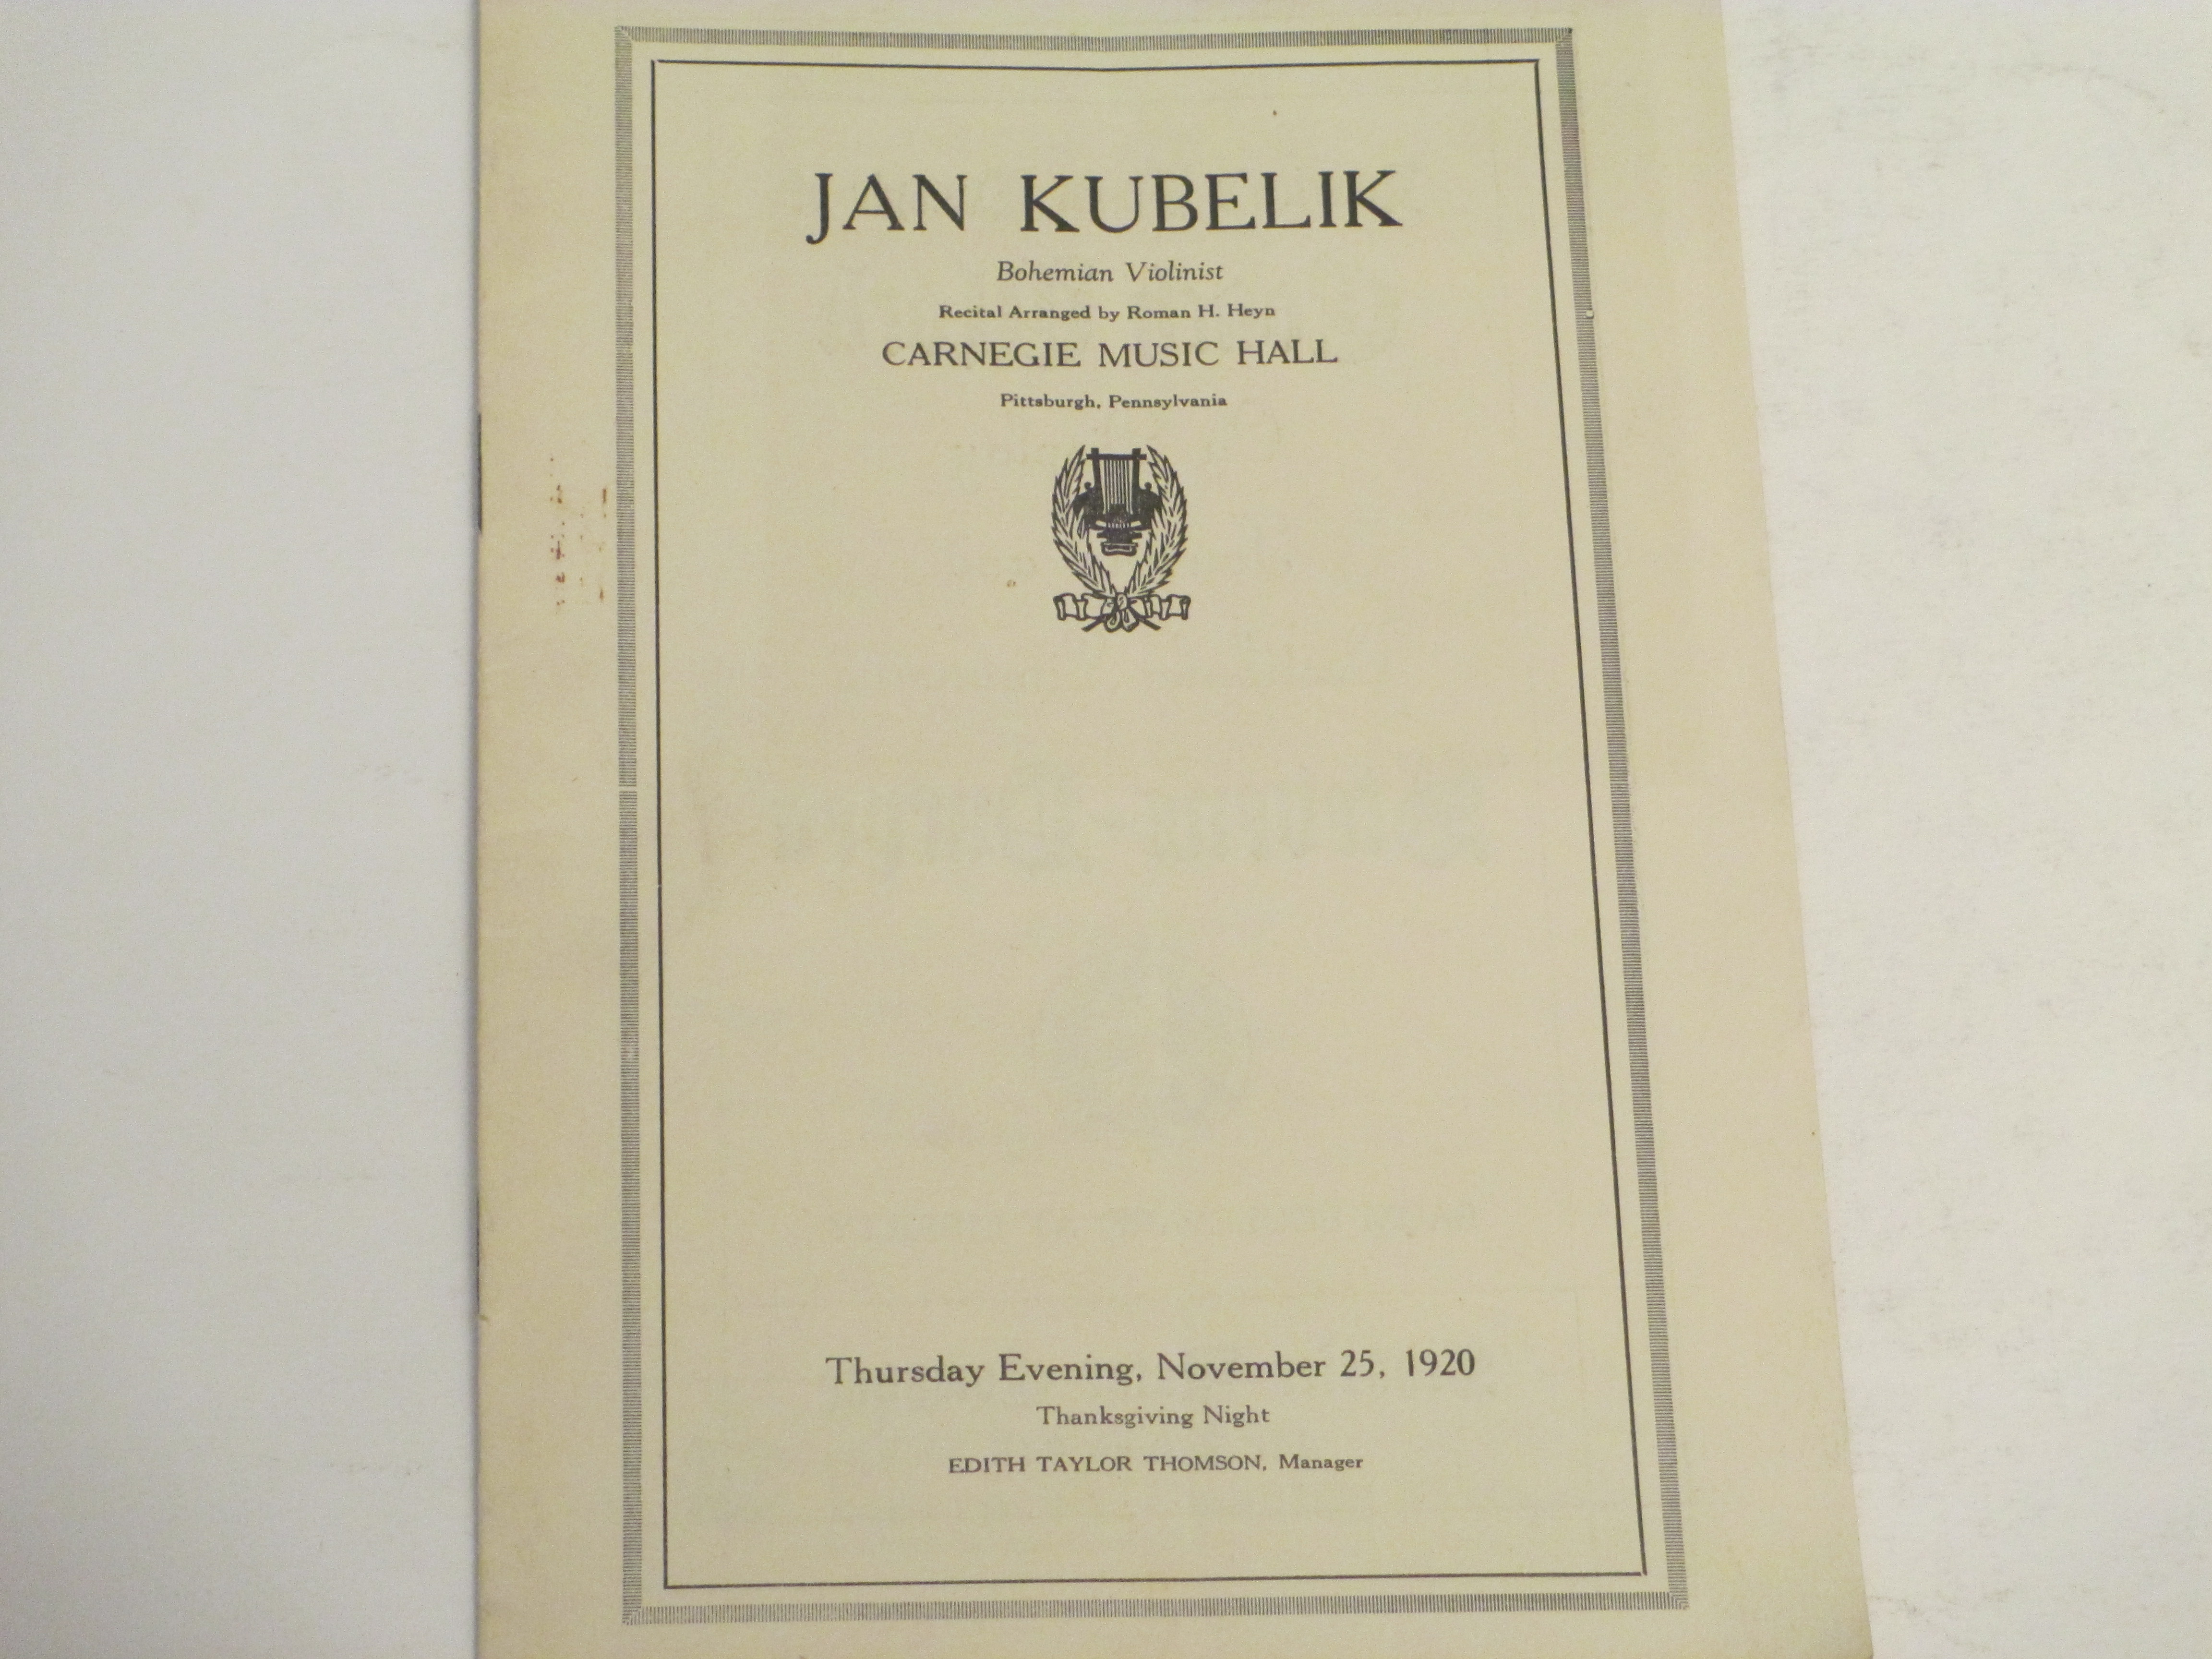 JAN KUBELIK
Bohemian Violinist
Recital Arranged by Roman H. Heyn
CARNEGIE MUSIC HALL
Pittsburgh, Pennsylvania
Thursday Evening, November 25, 1920
Thanksgiving Night
EDITH TAYLOR THOMSON, Manager